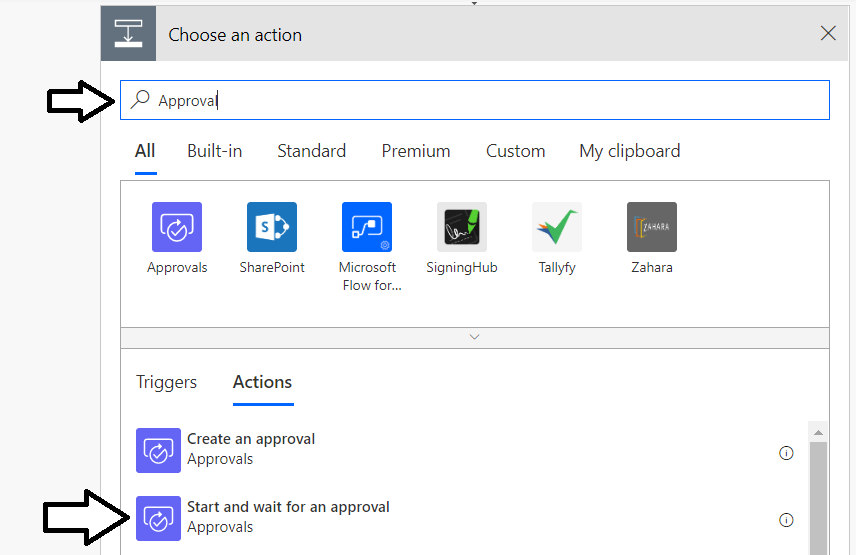 Choose an action
Approval
All Built-in Standard Premium Custom My clipboard
Approvals SharePoint Microsoft Flow for... SigningHub Tallyfy Zahara
S
ZAHARA
Triggers Actions
Create an approval
Approvals
Start and wait for an approval
Approvals